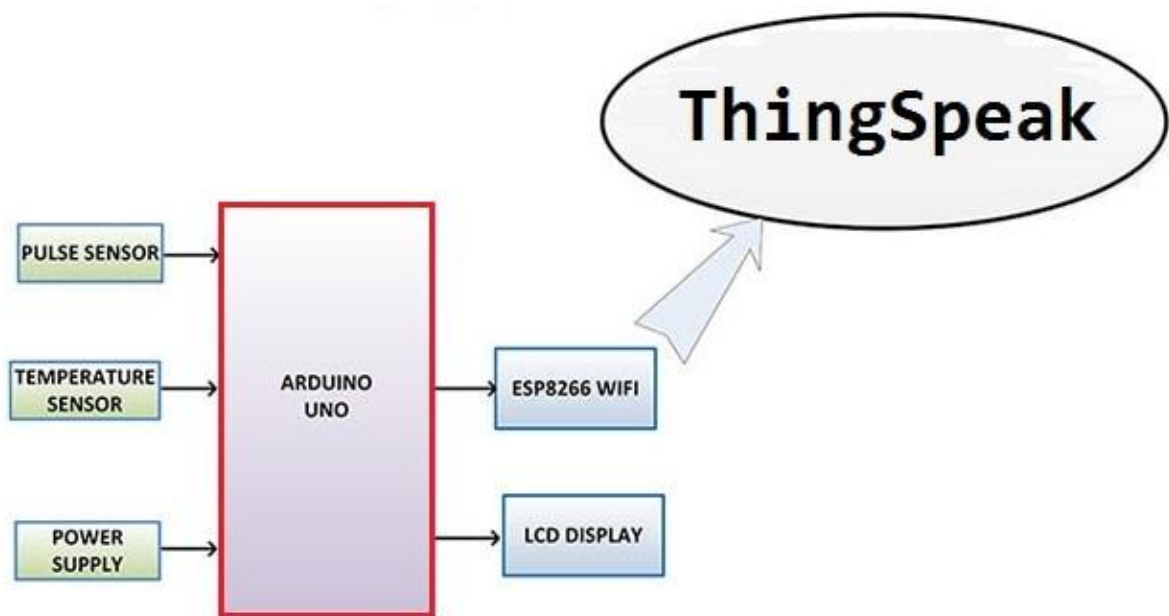 ThingSpeak
PULSE SENSOR
TEMPERATURE
SENSOR
POWER
SUPPLY
ARDUINO
UNO
ESP8266 WIFI
LCD DISPLAY